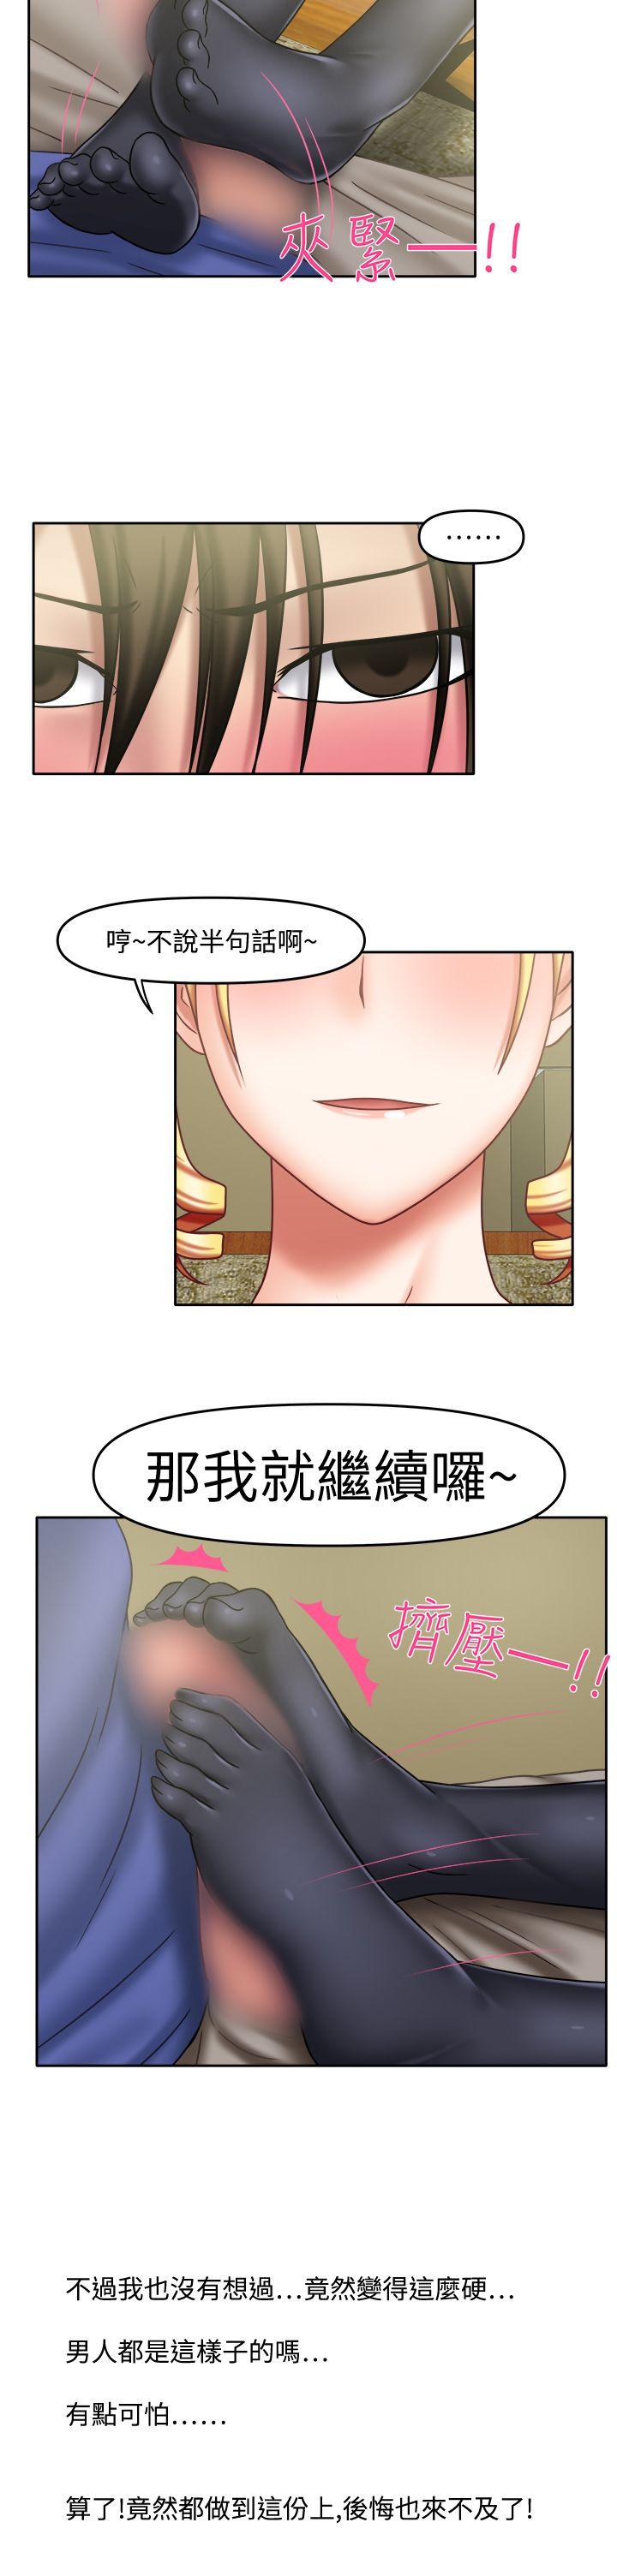 夾緊──!!
……
哼~不說半句話啊~
那我就繼續囉~
擠壓──!!
不過我也沒有想過…竟然變得這麼硬…
男人都是這樣子的嗎…
有點可怕……
算了!竟然都做到這份上,後悔也來不及了!